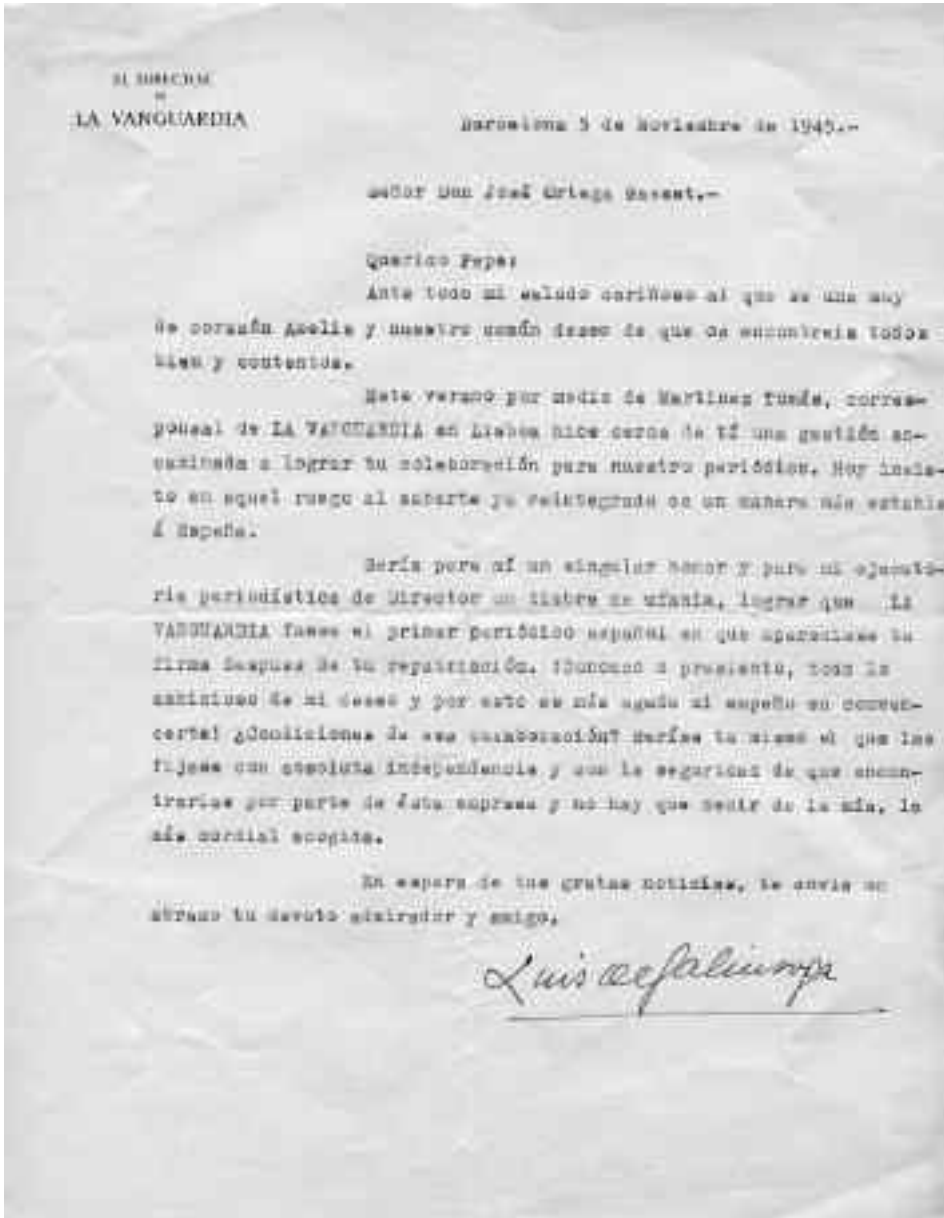 EL DIRECTOR
DE
LA VANGUARDIA
Barcelona 5 de Noviembre de 1945.-
Señor Don José Ortega Gasset.-
Querido Pepe:
Ante todo mi saludo cariñoso al que se une muy
de corazón Amelia y nuestro común deseo de que os encontreis todos
bien y contentos.
Este verano por medio de Martinez Tomás, corres-
ponsal de LA VANGUARDIA en Lisboa hice cerca de tí una gestión en-
caminada a lograr tu colaboración para nuestro periódico. Hoy insis-
to en aquel ruego al saberte ya reintegrado de un manera más estable
á España.
Sería para mí un singular honor y para mi ejecuto-
ria periodística de Director un timbre de ufanía, lograr que LA
VANGUARDIA fuese el primer periódico español en que apareciese tu
firma despues de tu repatriación. a presiento, todo lo
ambicioso de mi deseo y por esto es más agudo mi empeño en conven-
certe! ¿Condiciones de esa colaboración? Serías tu mismo el que las
fijase con absoluta independencia y con la seguridad de que encon-
trarías por parte de ésta empresa y no hay que decir de la mía, la
más cordial acogida.
En espera de tus gratas noticias, te envia un
abrazo tu devoto admirador y amigo,
Luis de Galinsoga